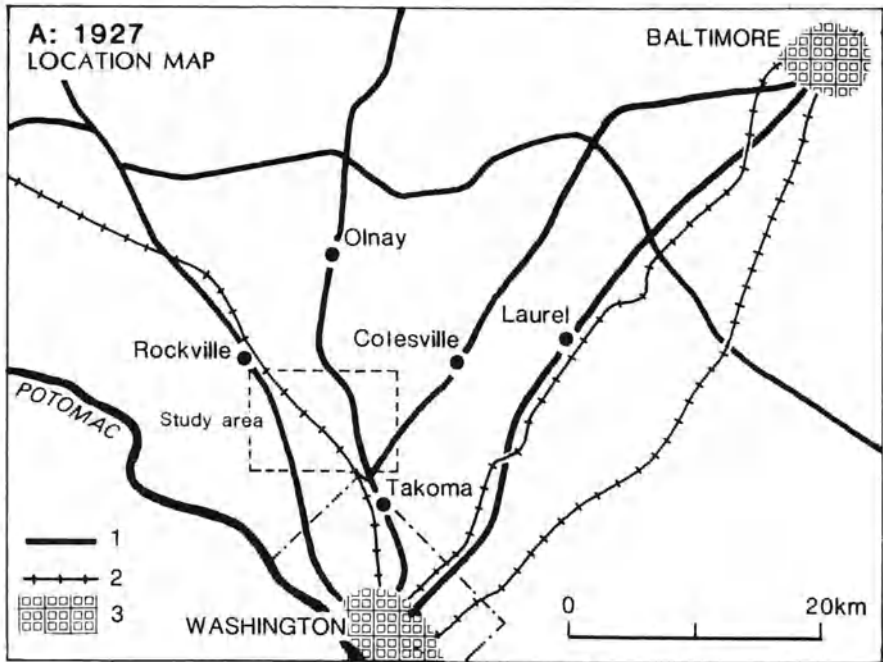 A: 1927
LOCATION MAP
BALTIMORE
Olnay
Laurel
Colesville
Rockville
POTOMAC
Study area
Takoma
1
2
3
WASHINGTON
0 20km